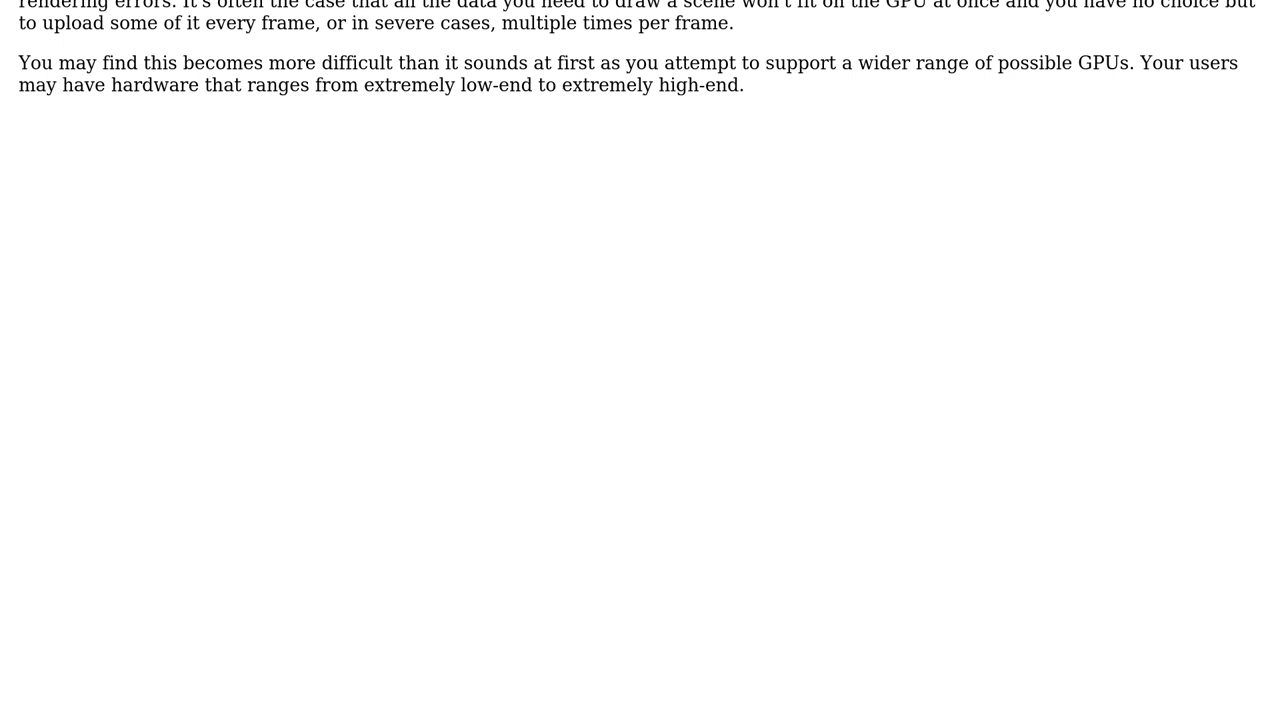 rendering errors. It's often the case that all the data you need to draw a scene won't fit on the GPU at once and you have no choice but
to upload some of it every frame, or in severe cases, multiple times per frame.
You may find this becomes more difficult than it sounds at first as you attempt to support a wider range of possible GPUs. Your users
may have hardware that ranges from extremely low-end to extremely high-end.